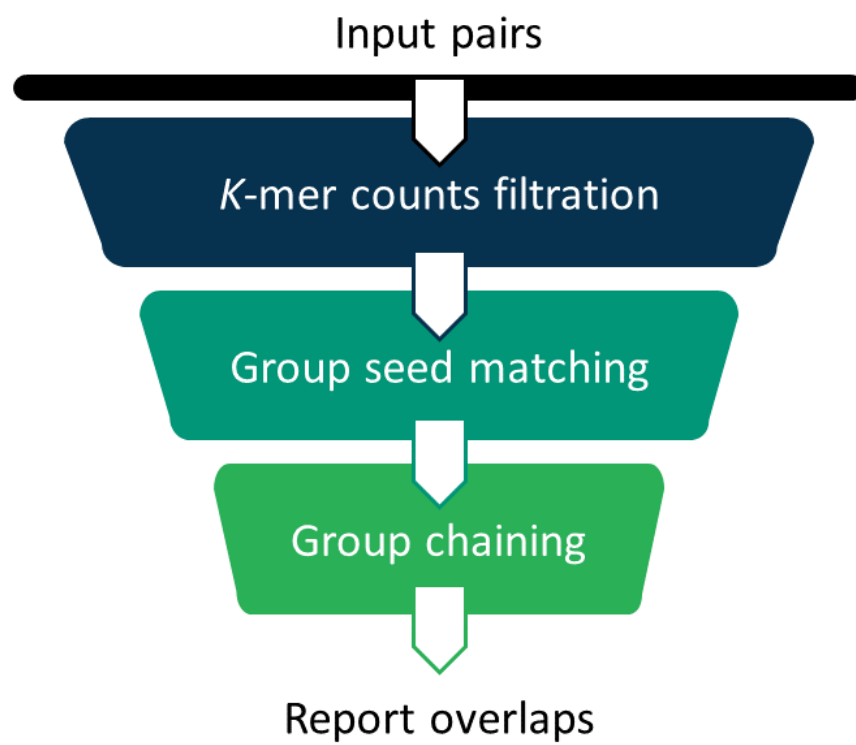 Input pairs
K-mer counts filtration
Group seed matching
Group chaining
Report overlaps